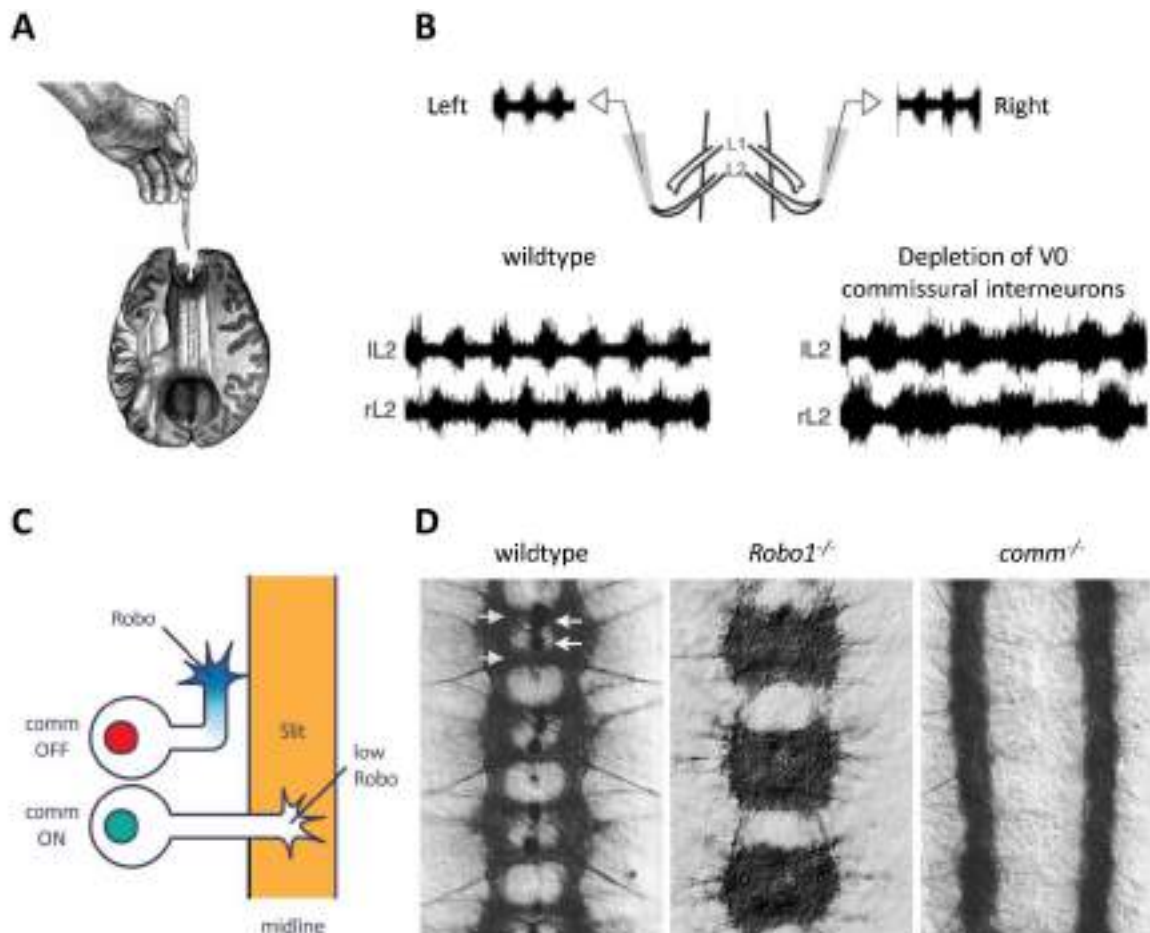 A
B
Left
Right
L1
L2
wildtype
Depletion of V0
commissural interneurons
lL2
rL2
lL2
rL2
C
Robo
comm
OFF
Slit
low
Robo
comm
ON
midline
D
wildtype
Robo1-/-
comm-/-